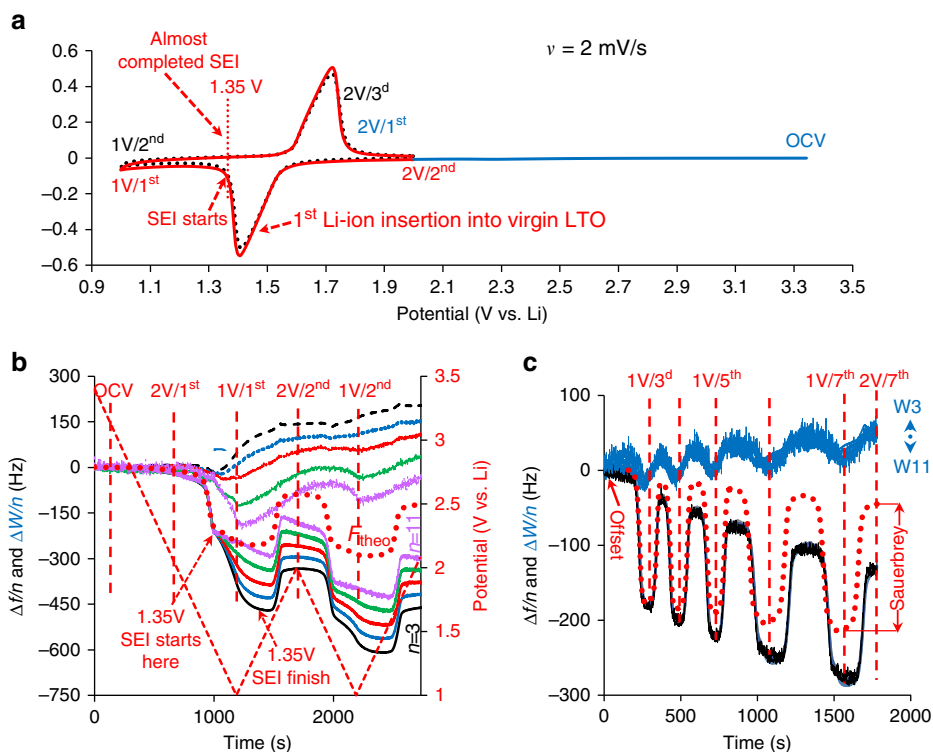 a
Almost
completed SEI
1.35 V
ν = 2 mV/s
0.6
0.4
0.2
0
–0.2
–0.4
–0.6
2V/3ᵈ
2V/1ˢᵗ
1V/2ⁿᵈ
OCV
1V/1ˢᵗ
2V/2ⁿᵈ
SEI starts
1ˢᵗ Li-ion insertion into virgin LTO
0.9 1.1 1.3 1.5 1.7 1.9 2.1 2.3 2.5 2.7 2.9 3.1 3.3 3.5
Potential (V vs. Li)
b
Δf/n and ΔW/n (Hz)
300
150
0
–150
–300
–450
–600
–750
OCV
2V/1ˢᵗ
1V/1ˢᵗ
2V/2ⁿᵈ
1V/2ⁿᵈ
Fₜₕₑₒ
n=11
n=3
1.35V
SEI starts
here
1.35V
SEI finish
3.5
3
2.5
2
1.5
1
Potential (V vs. Li)
0 1000 2000
Time (s)
c
Δf/n and ΔW/n (Hz)
100
0
–100
–200
–300
1V/3ᵈ
1V/5ᵗʰ
1V/7ᵗʰ
2V/7ᵗʰ
W3
W11
Offset
Sauerbrey
0 500 1000 1500 2000
Time (s)